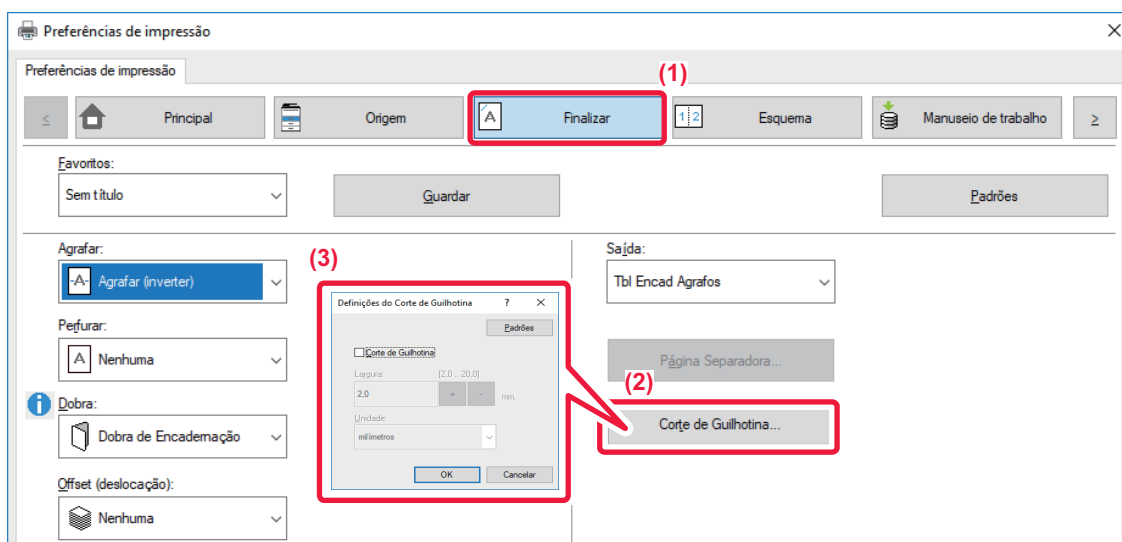 Preferências de impressão
Preferências de impressão
(1)
< Principal Origem A Finalizar 1 2 Esquema Manuseio de trabalho >
Favoritos:
Sem título Guardar Padrões
Agrafar: (3) Saída:
-A- Agrafar (inverter) Tbl Encad Agrafos
Definições do Corte de Guilhotina ? ×
Padrões
Perfurar:
Corte de Guilhotina
A Nenhuma Página Separadora...
Largura: [2.0 .. 20.0]
(2)
2.0 + - mm.
Dobra:
Unidade:
Corte de Guilhotina...
Dobra de Encadernação milímetros
OK Cancelar
Offset (deslocação):
Nenhuma